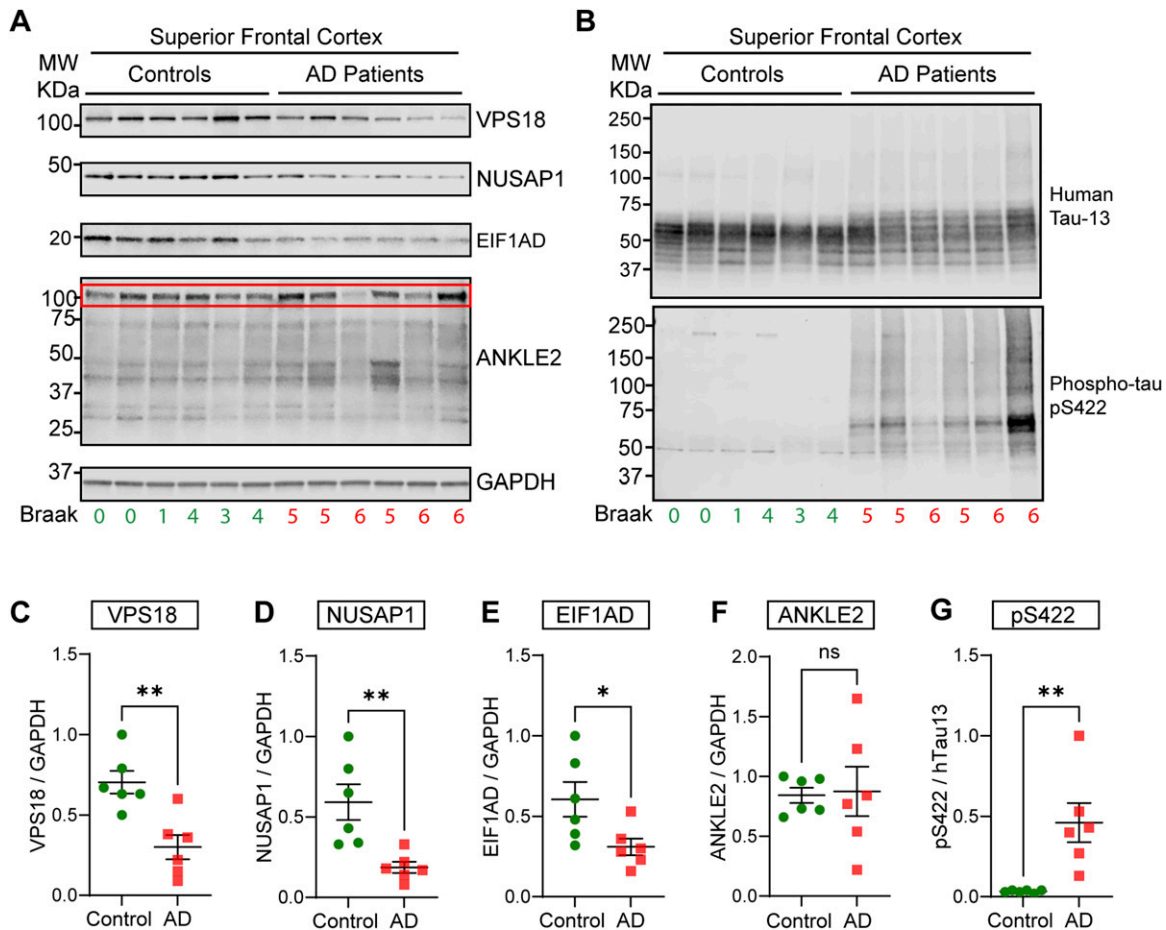 A
Superior Frontal Cortex
MW
KDa
Controls
AD Patients
100
VPS18
50
NUSAP1
20
EIF1AD
100
75
50
37
25
ANKLE2
37
GAPDH
Braak 0 0 1 4 3 4 5 5 6 5 6 6
B
Superior Frontal Cortex
MW
KDa
Controls
AD Patients
250
150
100
75
50
37
Human
Tau-13
250
150
100
75
50
37
Phospho-tau
pS422
Braak 0 0 1 4 3 4 5 5 6 5 6 6
C
VPS18
VPS18 / GAPDH
1.5
1.0
0.5
0.0
**
Control AD
D
NUSAP1
NUSAP1 / GAPDH
1.5
1.0
0.5
0.0
**
Control AD
E
EIF1AD
EIF1AD / GAPDH
1.5
1.0
0.5
0.0
*
Control AD
F
ANKLE2
ANKLE2 / GAPDH
2.0
1.5
1.0
0.5
0.0
ns
Control AD
G
pS422
pS422 / hTau13
1.5
1.0
0.5
0.0
**
Control AD